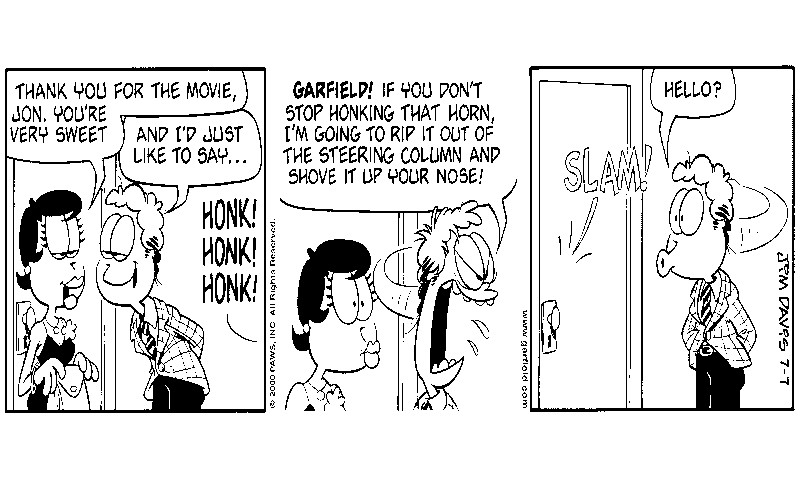 THANK YOU FOR THE MOVIE,
JON. YOU'RE
VERY SWEET
AND I'D JUST
LIKE TO SAY...
HONK!
HONK!
HONK!
© 2000 PAWS, INC. All Rights Reserved.
GARFIELD! IF YOU DON'T
STOP HONKING THAT HORN,
I'M GOING TO RIP IT OUT OF
THE STEERING COLUMN AND
SHOVE IT UP YOUR NOSE!
www.garfield.com
SLAM!
HELLO?
JIM DAVIS 7-7